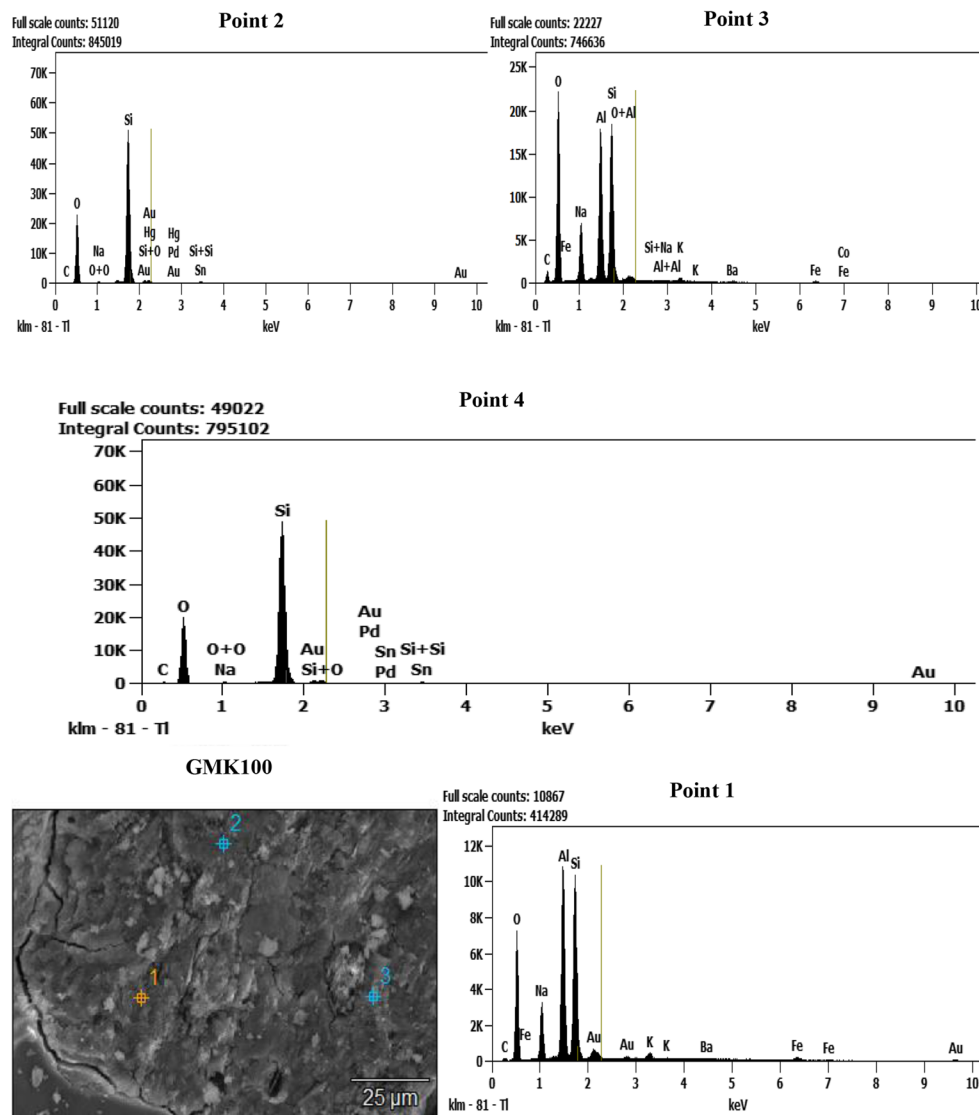 Full scale counts: 51120
Point 2
Integral Counts: 845019
70K
60K
50K
40K
30K
20K
10K
0
Si
O
Au
Na
Hg
Hg
Si+O
Pd
Si+Si
C
O+O
Au
Au
Sn
Au
0 1 2 3 4 5 6 7 8 9 10
klm - 81 - Tl
keV
Full scale counts: 22227
Point 3
Integral Counts: 746636
25K
20K
15K
10K
5K
0
O
Si
Al
O+Al
Na
C
Fe
Si+Na
K
Al+Al
K
Ba
Fe
Co
Fe
0 1 2 3 4 5 6 7 8 9 10
klm - 81 - Tl
keV
Full scale counts: 49022
Point 4
Integral Counts: 795102
70K
60K
50K
40K
30K
20K
10K
0
Si
O
Au
Pd
O+O
Au
Sn
Si+Si
C
Na
Si+O
Pd
Sn
Au
0 1 2 3 4 5 6 7 8 9 10
klm - 81 - Tl
keV
GMK100
2
1
3
25 µm
Full scale counts: 10867
Point 1
Integral Counts: 414289
12K
10K
8K
6K
4K
2K
0
Al
Si
O
Na
C
Fe
Au
Au
K
K
Ba
Fe
Fe
Au
0 1 2 3 4 5 6 7 8 9 10
klm - 81 - Tl
keV